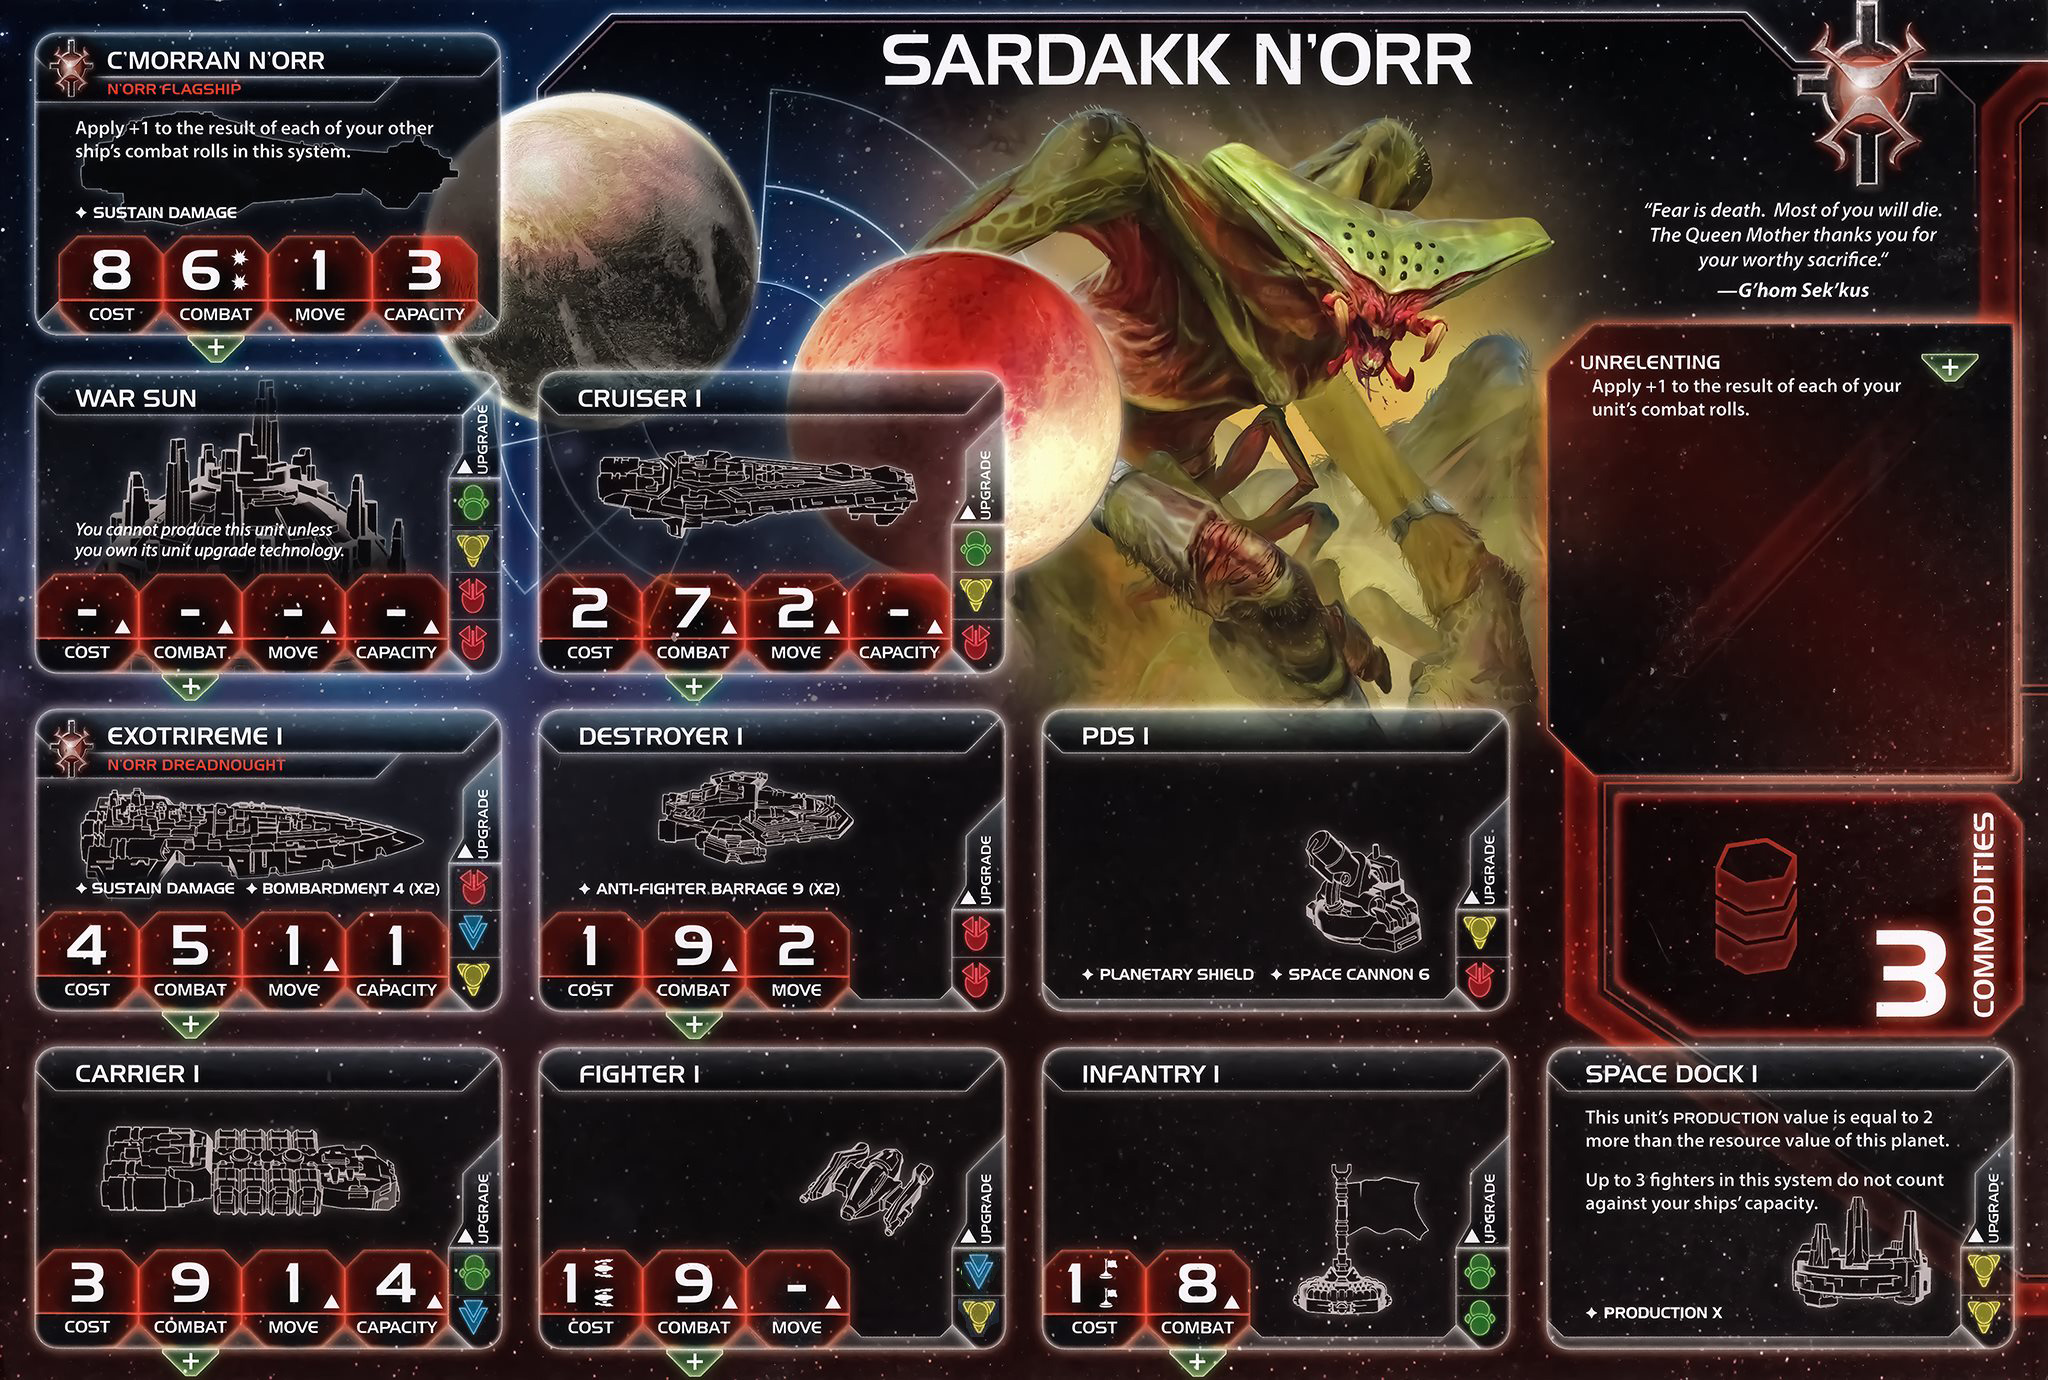 SARDAKK N'ORR
C'MORRAN N'ORR
N'ORR FLAGSHIP
Apply +1 to the result of each of your other
ship's combat rolls in this system.
✦ SUSTAIN DAMAGE
8 6 1 3
COST COMBAT MOVE CAPACITY
+
"Fear is death. Most of you will die.
The Queen Mother thanks you for
your worthy sacrifice."
—G'hom Sek'kus
UNRELENTING
Apply +1 to the result of each of your
unit's combat rolls.
+
WAR SUN
UPGRADE
You cannot produce this unit unless
you own its unit upgrade technology.
- - - -
COST COMBAT MOVE CAPACITY
+
CRUISER I
UPGRADE
2 7 2 -
COST COMBAT MOVE CAPACITY
+
EXOTRIREME I
N'ORR DREADNOUGHT
UPGRADE
✦ SUSTAIN DAMAGE ✦ BOMBARDMENT 4 (X2)
4 5 1 1
COST COMBAT MOVE CAPACITY
+
DESTROYER I
UPGRADE
✦ ANTI-FIGHTER BARRAGE 9 (X2)
1 9 2
COST COMBAT MOVE
+
PDS I
UPGRADE
✦ PLANETARY SHIELD ✦ SPACE CANNON 6
3
COMMODITIES
CARRIER I
UPGRADE
3 9 1 4
COST COMBAT MOVE CAPACITY
+
FIGHTER I
UPGRADE
1 9 -
COST COMBAT MOVE
+
INFANTRY I
UPGRADE
1 8
COST COMBAT
+
SPACE DOCK I
This unit's PRODUCTION value is equal to 2
more than the resource value of this planet.
Up to 3 fighters in this system do not count
against your ships' capacity.
UPGRADE
✦ PRODUCTION X